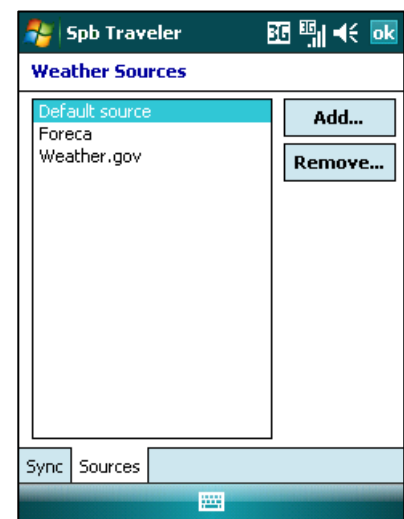 Spb Traveler 3G 3G ok
Weather Sources
Default source
Foreca
Weather.gov
Add...
Remove...
Sync Sources